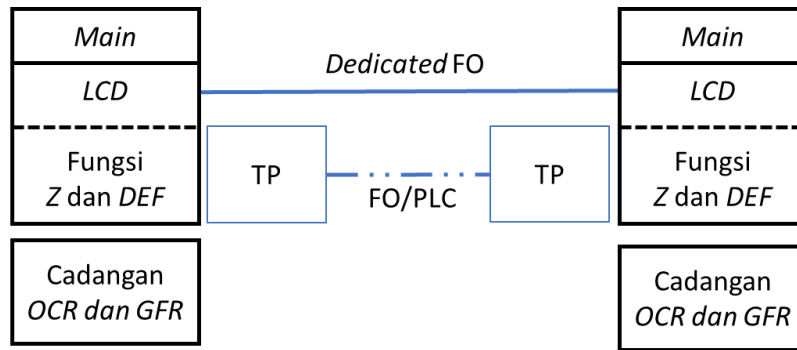 Main
LCD
Fungsi
Z dan DEF
Cadangan
OCR dan GFR
Dedicated FO
TP
FO/PLC
TP
Main
LCD
Fungsi
Z dan DEF
Cadangan
OCR dan GFR